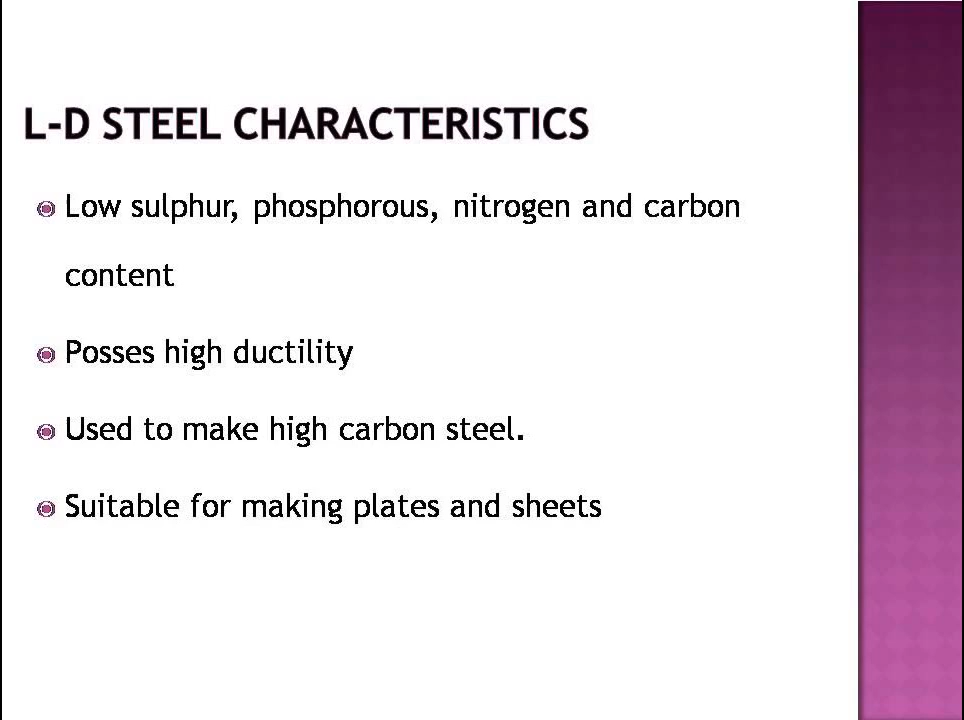 L-D STEEL CHARACTERISTICS
Low sulphur, phosphorous, nitrogen and carbon
content
Posses high ductility
Used to make high carbon steel.
Suitable for making plates and sheets